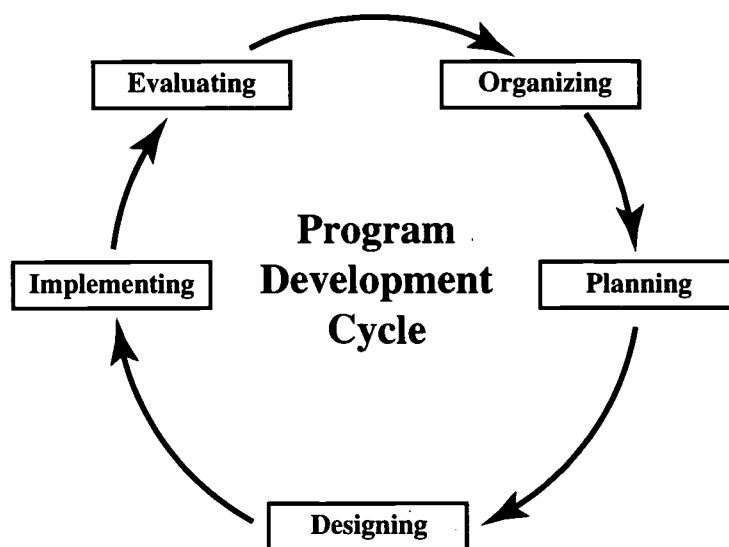 Evaluating
Organizing
Program
Development
Cycle
Implementing
Planning
Designing